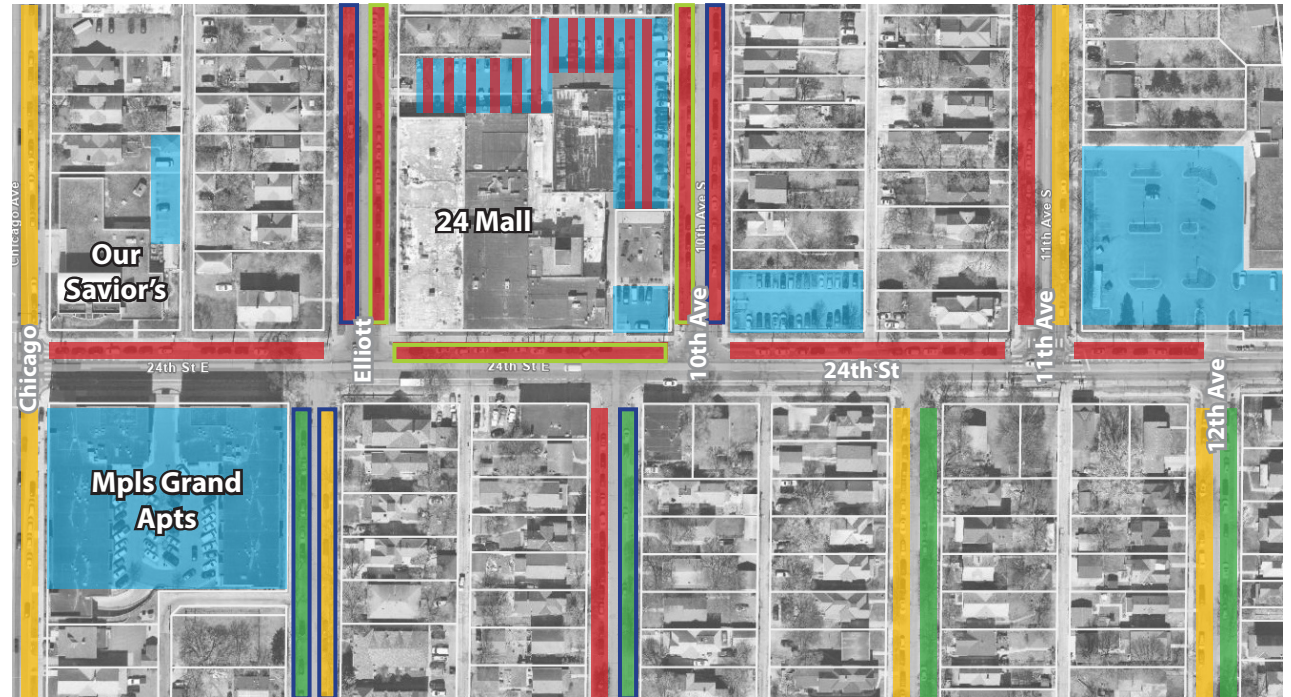 24 Mall
Our
Savior's
Chicago Ave
10th Ave S
11th Ave S
Chicago
Elliott
10th Ave
11th Ave
12th Ave
24th St E
24th St E
24th St
Mpls Grand
Apts